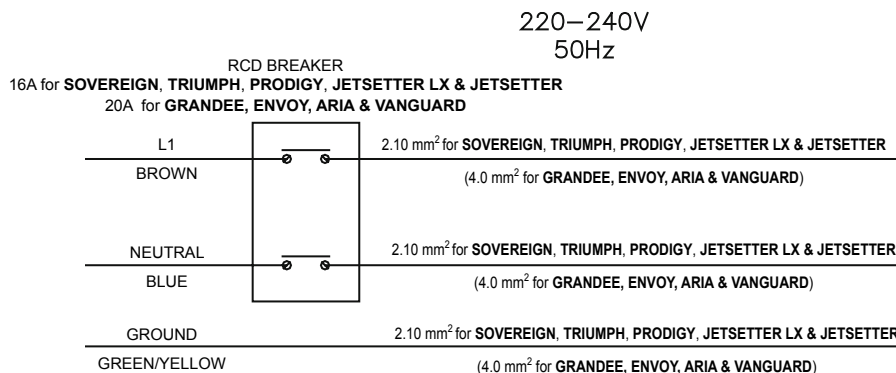 220–240V
50Hz
RCD BREAKER
16A for SOVEREIGN, TRIUMPH, PRODIGY, JETSETTER LX & JETSETTER
20A for GRANDEE, ENVOY, ARIA & VANGUARD
L1
2.10 mm² for SOVEREIGN, TRIUMPH, PRODIGY, JETSETTER LX & JETSETTER
BROWN
(4.0 mm² for GRANDEE, ENVOY, ARIA & VANGUARD)
NEUTRAL
2.10 mm² for SOVEREIGN, TRIUMPH, PRODIGY, JETSETTER LX & JETSETTER
BLUE
(4.0 mm² for GRANDEE, ENVOY, ARIA & VANGUARD)
GROUND
2.10 mm² for SOVEREIGN, TRIUMPH, PRODIGY, JETSETTER LX & JETSETTER
GREEN/YELLOW
(4.0 mm² for GRANDEE, ENVOY, ARIA & VANGUARD)